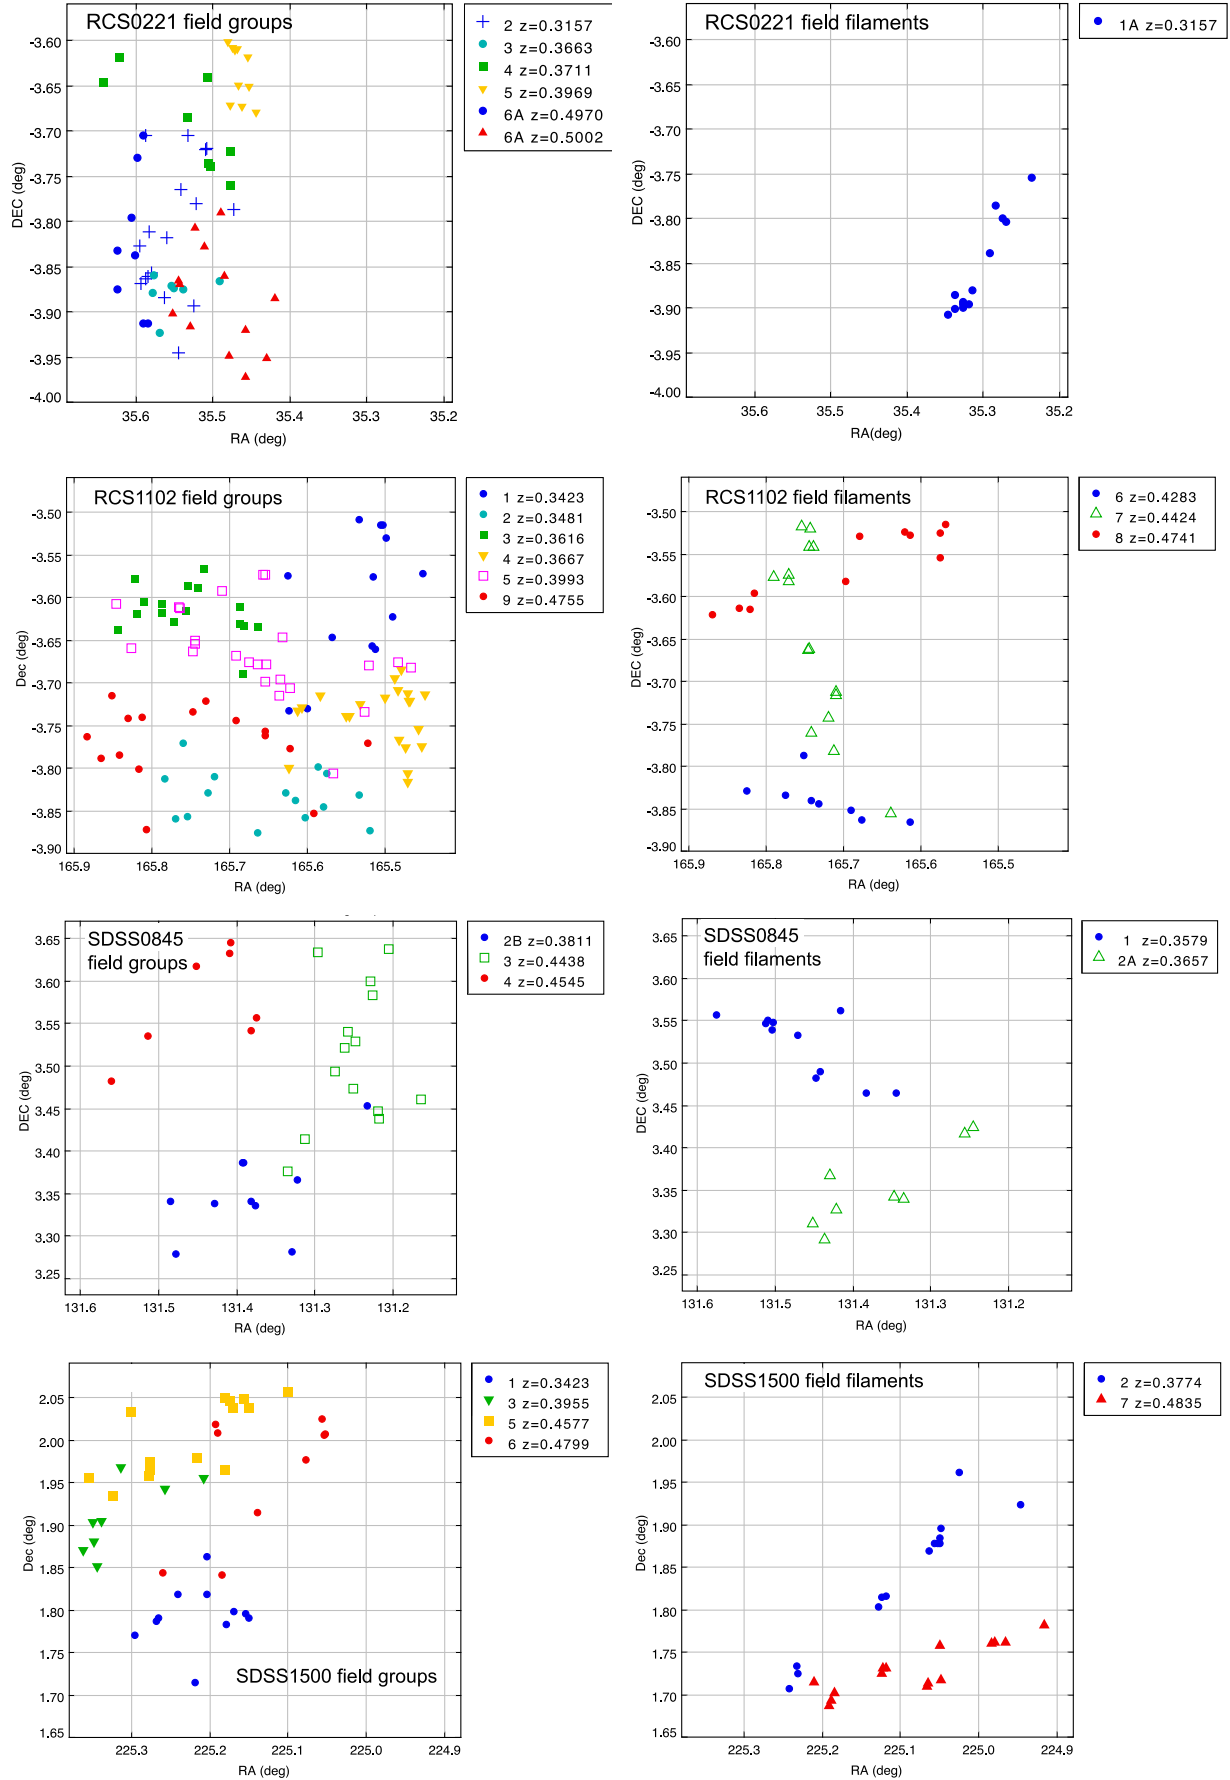 RCS0221 field groups
2 z=0.3157
3 z=0.3663
4 z=0.3711
5 z=0.3969
6A z=0.4970
6A z=0.5002
-3.60
-3.65
-3.70
-3.75
-3.80
-3.85
-3.90
-3.95
-4.00
DEC (deg)
35.6 35.5 35.4 35.3 35.2
RA (deg)
RCS0221 field filaments
1A z=0.3157
-3.60
-3.65
-3.70
-3.75
-3.80
-3.85
-3.90
-3.95
-4.00
DEC (deg)
35.6 35.5 35.4 35.3 35.2
RA(deg)
RCS1102 field groups
1 z=0.3423
2 z=0.3481
3 z=0.3616
4 z=0.3667
5 z=0.3993
9 z=0.4755
-3.50
-3.55
-3.60
-3.65
-3.70
-3.75
-3.80
-3.85
-3.90
Dec (deg)
165.9 165.8 165.7 165.6 165.5
RA (deg)
RCS1102 field filaments
6 z=0.4283
7 z=0.4424
8 z=0.4741
-3.50
-3.55
-3.60
-3.65
-3.70
-3.75
-3.80
-3.85
-3.90
Dec (deg)
165.9 165.8 165.7 165.6 165.5
RA (deg)
SDSS0845
field groups
2B z=0.3811
3 z=0.4438
4 z=0.4545
3.65
3.60
3.55
3.50
3.45
3.40
3.35
3.30
3.25
DEC (deg)
131.6 131.5 131.4 131.3 131.2
RA (deg)
SDSS0845
field filaments
1 z=0.3579
2A z=0.3657
3.65
3.60
3.55
3.50
3.45
3.40
3.35
3.30
3.25
DEC (deg)
131.6 131.5 131.4 131.3 131.2
RA (deg)
1 z=0.3423
3 z=0.3955
5 z=0.4577
6 z=0.4799
2.05
2.00
1.95
1.90
1.85
1.80
1.75
1.70
1.65
Dec (deg)
SDSS1500 field groups
225.3 225.2 225.1 225.0 224.9
RA (deg)
SDSS1500 field filaments
2 z=0.3774
7 z=0.4835
2.05
2.00
1.95
1.90
1.85
1.80
1.75
1.70
1.65
Dec (deg)
225.3 225.2 225.1 225.0 224.9
RA (deg)